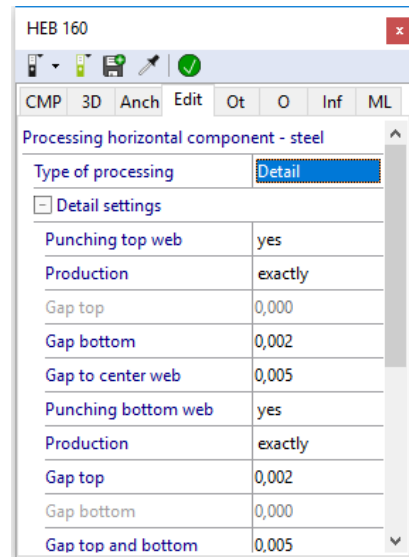 HEB 160
x
CMP 3D Anch Edit Ot O Inf ML
Processing horizontal component - steel
Type of processing Detail
Detail settings
Punching top web yes
Production exactly
Gap top 0,000
Gap bottom 0,002
Gap to center web 0,005
Punching bottom web yes
Production exactly
Gap top 0,002
Gap bottom 0,000
Gap top and bottom 0,005